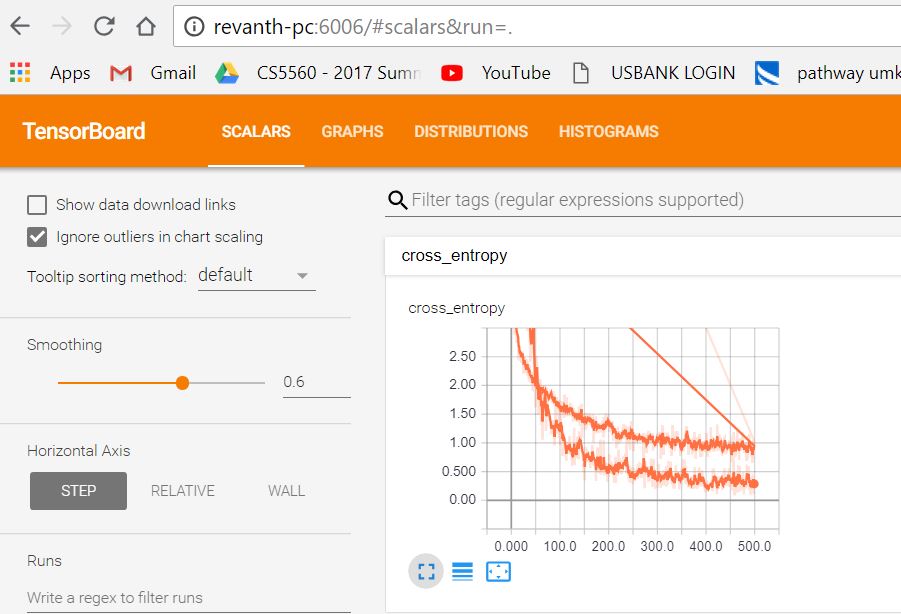 revanth-pc:6006/#scalars&run=.
Apps Gmail CS5560 - 2017 Sum YouTube USBANK LOGIN pathway umk
TensorBoard SCALARS GRAPHS DISTRIBUTIONS HISTOGRAMS
Show data download links
Ignore outliers in chart scaling
Tooltip sorting method: default
Smoothing
0.6
Horizontal Axis
STEP RELATIVE WALL
Runs
Write a regex to filter runs
Filter tags (regular expressions supported)
cross_entropy
cross_entropy
2.50
2.00
1.50
1.00
0.500
0.00
0.000 100.0 200.0 300.0 400.0 500.0